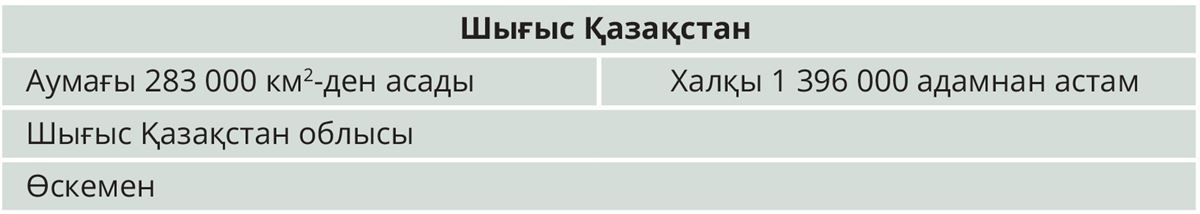 Шығыс Қазақстан
Аумағы 283 000 км²-ден асады
Халқы 1 396 000 адамнан астам
Шығыс Қазақстан облысы
Өскемен